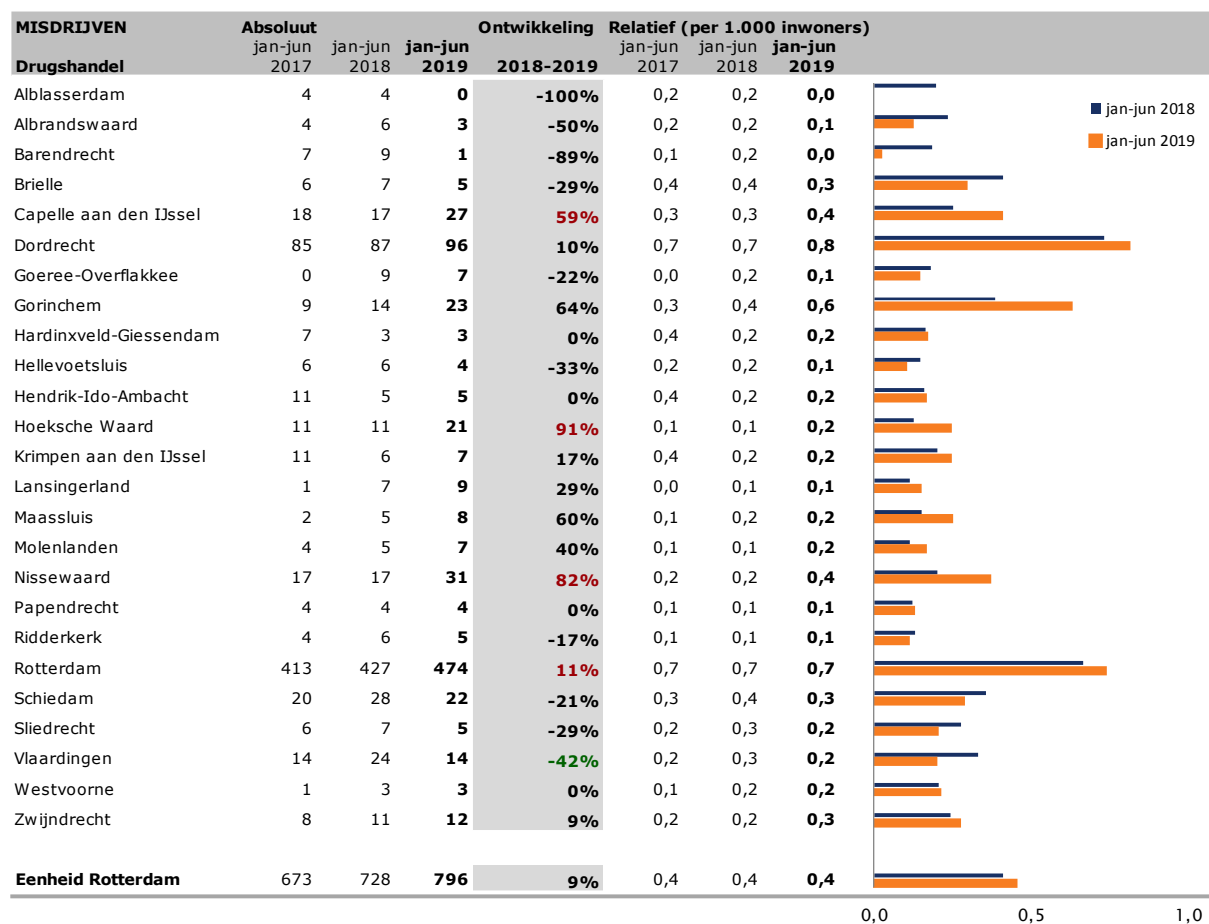 MISDRIJVEN Absoluut Ontwikkeling Relatief (per 1.000 inwoners)
jan-jun jan-jun jan-jun jan-jun jan-jun jan-jun
Drugshandel 2017 2018 2019 2018-2019 2017 2018 2019
Alblasserdam 4 4 0 -100% 0,2 0,2 0,0
jan-jun 2018
Albrandswaard 4 6 3 -50% 0,2 0,2 0,1
jan-jun 2019
Barendrecht 7 9 1 -89% 0,1 0,2 0,0
Brielle 6 7 5 -29% 0,4 0,4 0,3
Capelle aan den IJssel 18 17 27 59% 0,3 0,3 0,4
Dordrecht 85 87 96 10% 0,7 0,7 0,8
Goeree-Overflakkee 0 9 7 -22% 0,0 0,2 0,1
Gorinchem 9 14 23 64% 0,3 0,4 0,6
Hardinxveld-Giessendam 7 3 3 0% 0,4 0,2 0,2
Hellevoetsluis 6 6 4 -33% 0,2 0,2 0,1
Hendrik-Ido-Ambacht 11 5 5 0% 0,4 0,2 0,2
Hoeksche Waard 11 11 21 91% 0,1 0,1 0,2
Krimpen aan den IJssel 11 6 7 17% 0,4 0,2 0,2
Lansingerland 1 7 9 29% 0,0 0,1 0,1
Maassluis 2 5 8 60% 0,1 0,2 0,2
Molenlanden 4 5 7 40% 0,1 0,1 0,2
Nissewaard 17 17 31 82% 0,2 0,2 0,4
Papendrecht 4 4 4 0% 0,1 0,1 0,1
Ridderkerk 4 6 5 -17% 0,1 0,1 0,1
Rotterdam 413 427 474 11% 0,7 0,7 0,7
Schiedam 20 28 22 -21% 0,3 0,4 0,3
Sliedrecht 6 7 5 -29% 0,2 0,3 0,2
Vlaardingen 14 24 14 -42% 0,2 0,3 0,2
Westvoorne 1 3 3 0% 0,1 0,2 0,2
Zwijndrecht 8 11 12 9% 0,2 0,2 0,3
Eenheid Rotterdam 673 728 796 9% 0,4 0,4 0,4
0,0 0,5 1,0